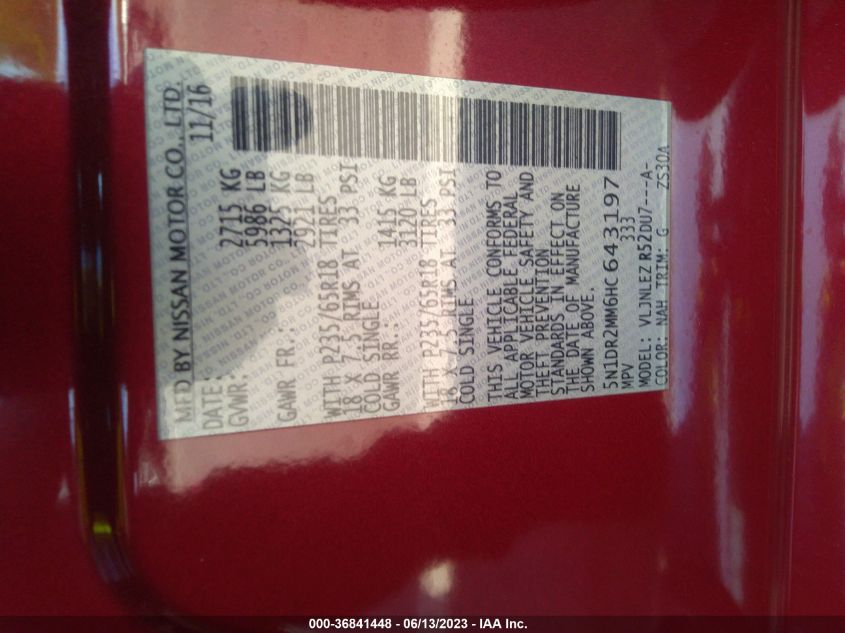 MFD BY NISSAN MOTOR CO., LTD.
DATE: 11/16
GVWR: 2715 KG
5986 LB
GAWR FR.: 1325 KG
2921 LB
WITH P235/65R18 TIRES
18 X 7.5 RIMS AT 33 PSI
COLD SINGLE
GAWR RR.: 1415 KG
3120 LB
WITH P235/65R18 TIRES
18 X 7.5 RIMS AT 33 PSI
COLD SINGLE
THIS VEHICLE CONFORMS TO
ALL APPLICABLE FEDERAL
MOTOR VEHICLE SAFETY AND
THEFT PREVENTION
STANDARDS IN EFFECT ON
THE DATE OF MANUFACTURE
SHOWN ABOVE.
5N1DR2MM6HC643197
MPV 333
MODEL: VLJNLEZ R52DU7---A-
COLOR: NAH TRIM: G ZS30A
000-36841448 - 06/13/2023 - IAA Inc.